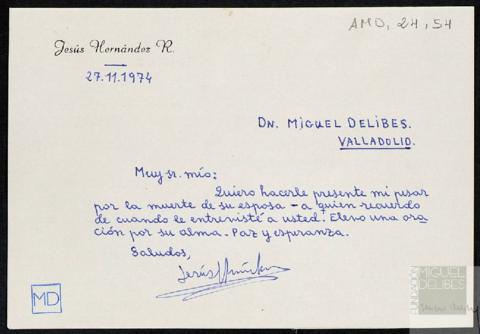 AMD, 24, 54
Jesús Hernández R.
27.11.1974
DN. MIGUEL DELIBES.
VALLADOLID.
Muy sr. mío:
Quiero hacerle presente mi pesar
por la muerte de su esposa - a quien recuerdo
de cuando le entrevisté a usted. Elevo una ora-
ción por su alma. Paz y esperanza.
Saludos,
MD
FUNDACIÓN
MIGUEL
DELIBES